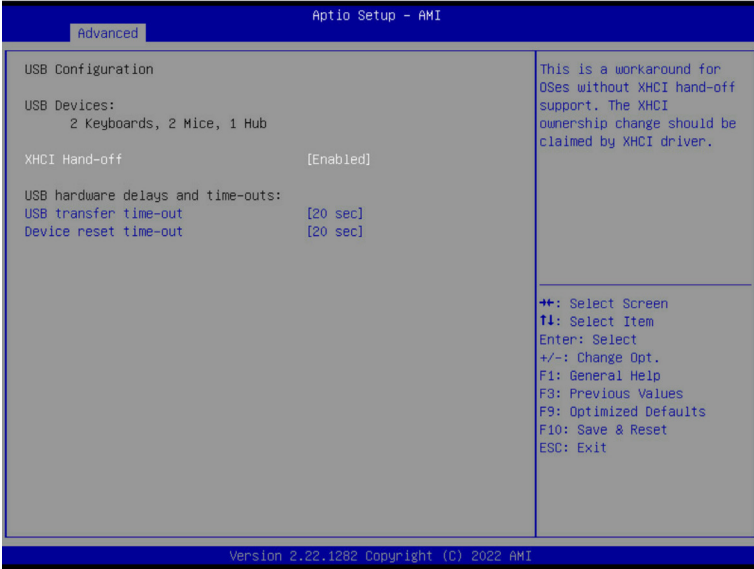 Aptio Setup – AMI
Advanced
USB Configuration
USB Devices:
2 Keyboards, 2 Mice, 1 Hub
XHCI Hand-off [Enabled]
USB hardware delays and time-outs:
USB transfer time-out [20 sec]
Device reset time-out [20 sec]
This is a workaround for
OSes without XHCI hand-off
support. The XHCI
ownership change should be
claimed by XHCI driver.
→←: Select Screen
↑↓: Select Item
Enter: Select
+/-: Change Opt.
F1: General Help
F3: Previous Values
F9: Optimized Defaults
F10: Save & Reset
ESC: Exit
Version 2.22.1282 Copyright (C) 2022 AMI